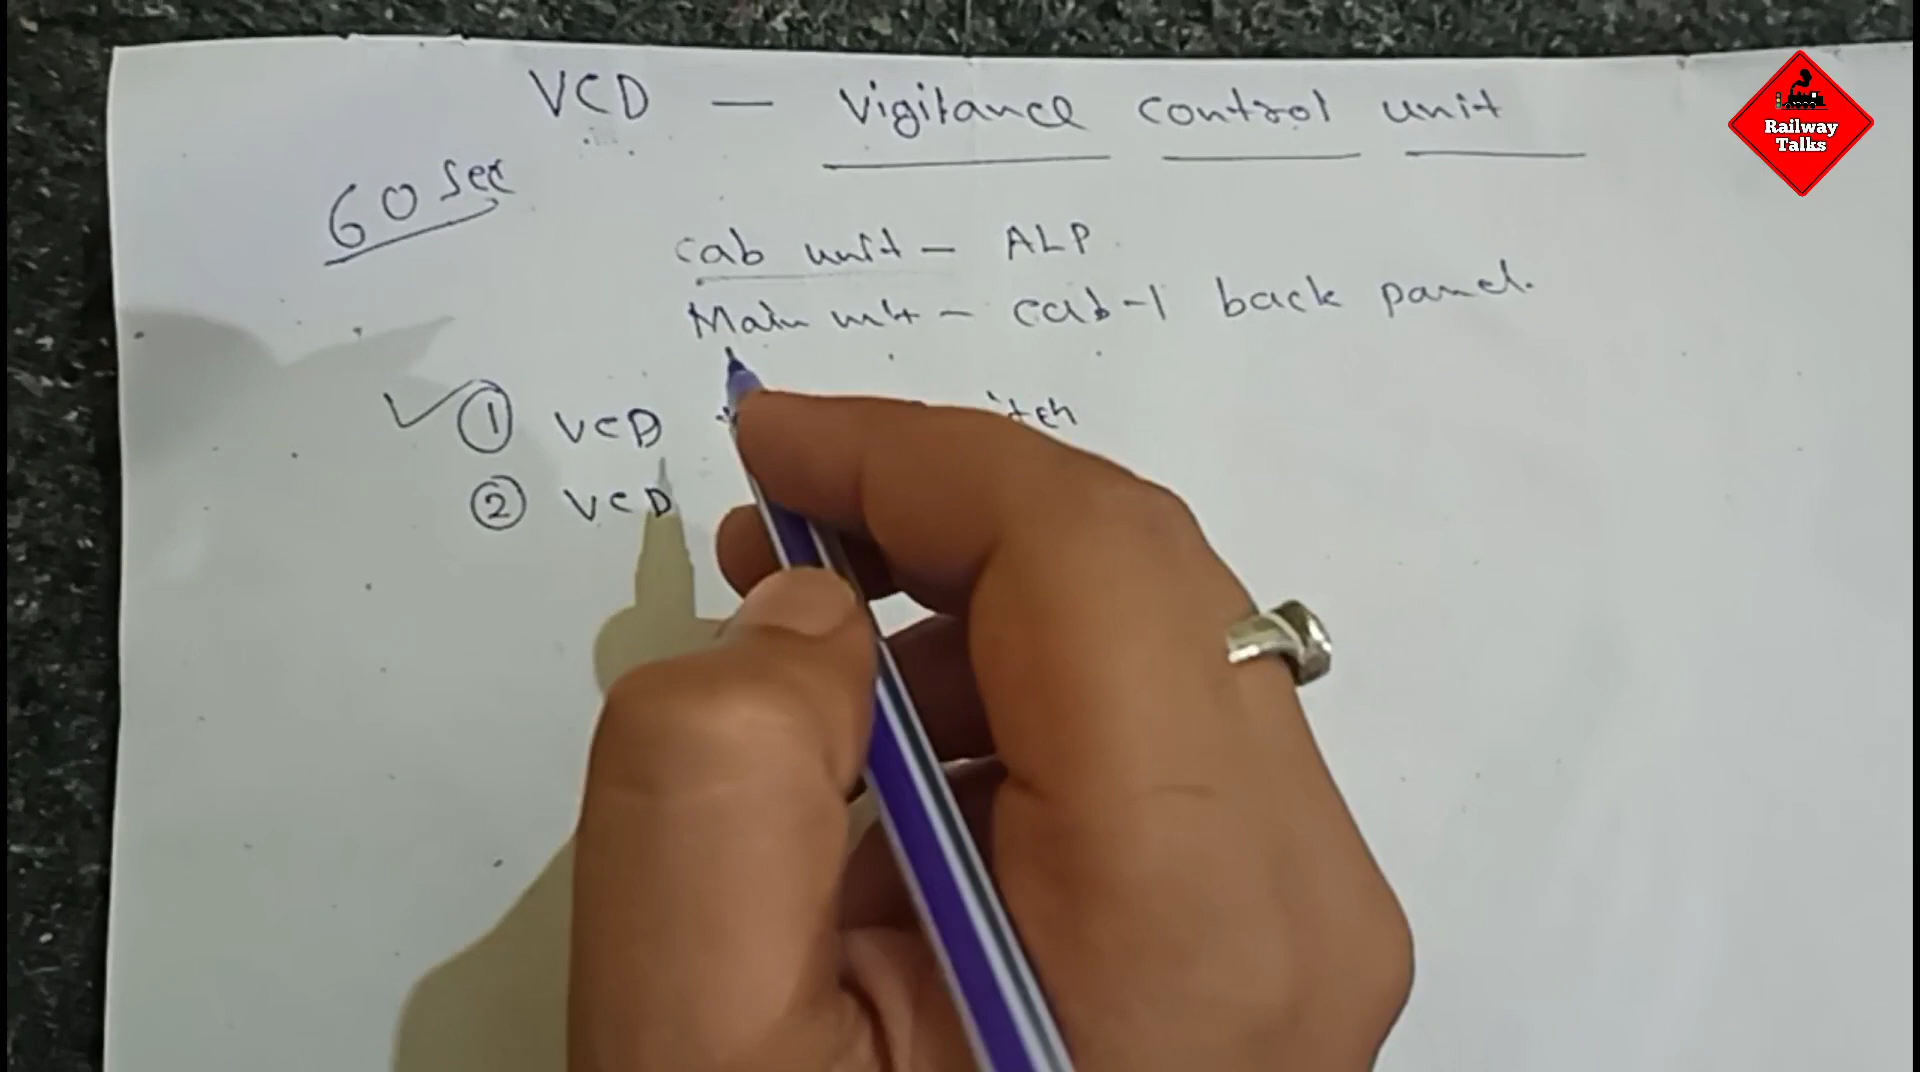 VCD — Vigilance control unit
60 sec
cab unit - ALP
Main unit - cab-1 back panel.
① VCD
② VCD
Railway
Talks